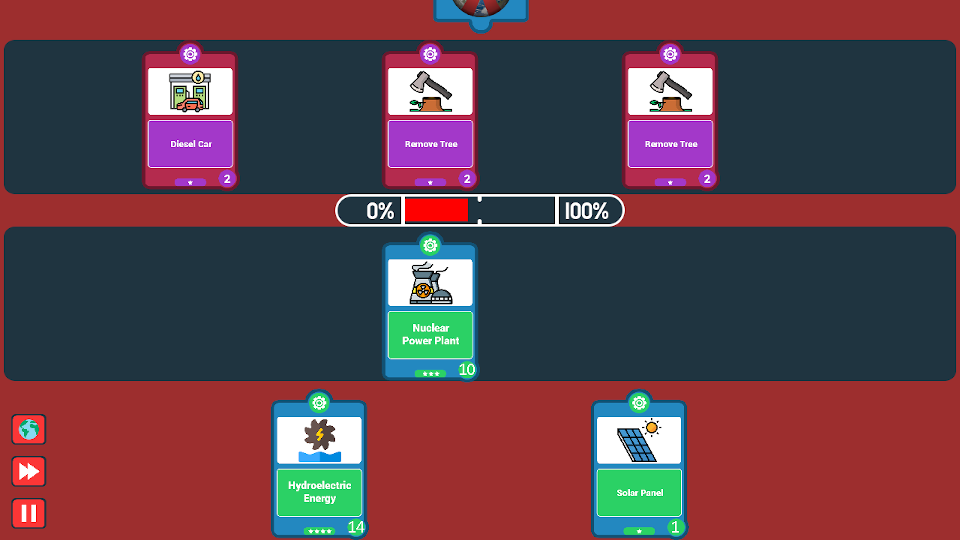 Diesel Car
2
Remove Tree
2
Remove Tree
2
0%
100%
Nuclear
Power Plant
10
Hydroelectric
Energy
14
Solar Panel
1